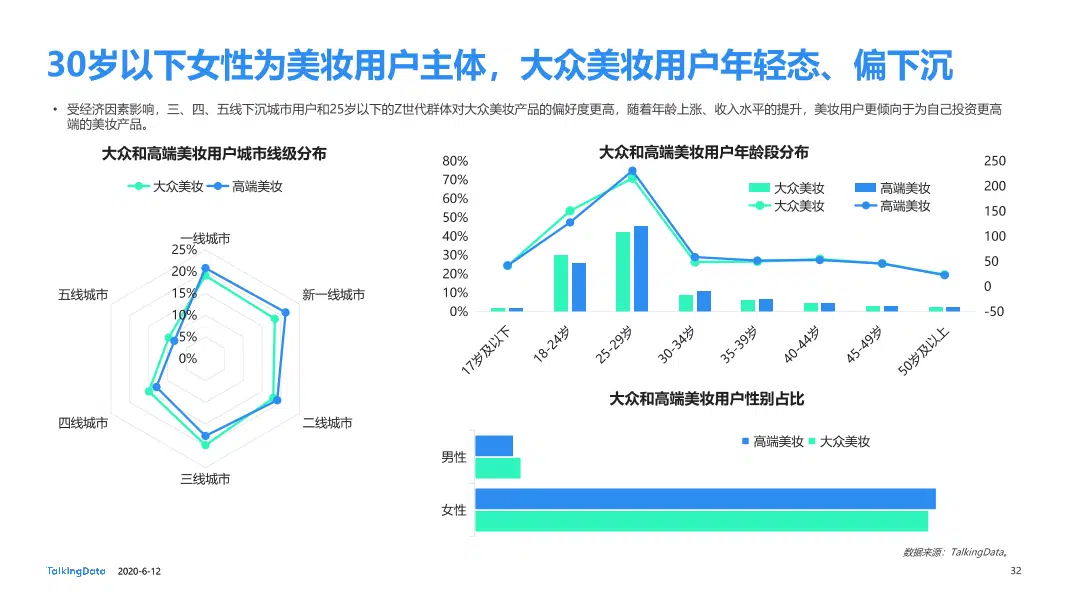 30岁以下女性为美妆用户主体，大众美妆用户年轻态、偏下沉
• 受经济因素影响，三、四、五线下沉城市用户和25岁以下的Z世代群体对大众美妆产品的偏好度更高，随着年龄上涨、收入水平的提升，美妆用户更倾向于为自己投资更高
端的美妆产品。
大众和高端美妆用户城市线级分布
大众美妆 高端美妆
一线城市
25%
20%
15%
10%
5%
0%
新一线城市
二线城市
三线城市
四线城市
五线城市
大众和高端美妆用户年龄段分布
80%
70%
60%
50%
40%
30%
20%
10%
0%
250
200
150
100
50
0
-50
大众美妆 高端美妆
大众美妆 高端美妆
17岁及以下
18-24岁
25-29岁
30-34岁
35-39岁
40-44岁
45-49岁
50岁及以上
大众和高端美妆用户性别占比
高端美妆 大众美妆
男性
女性
数据来源：TalkingData。
TalkingData 2020-6-12
32